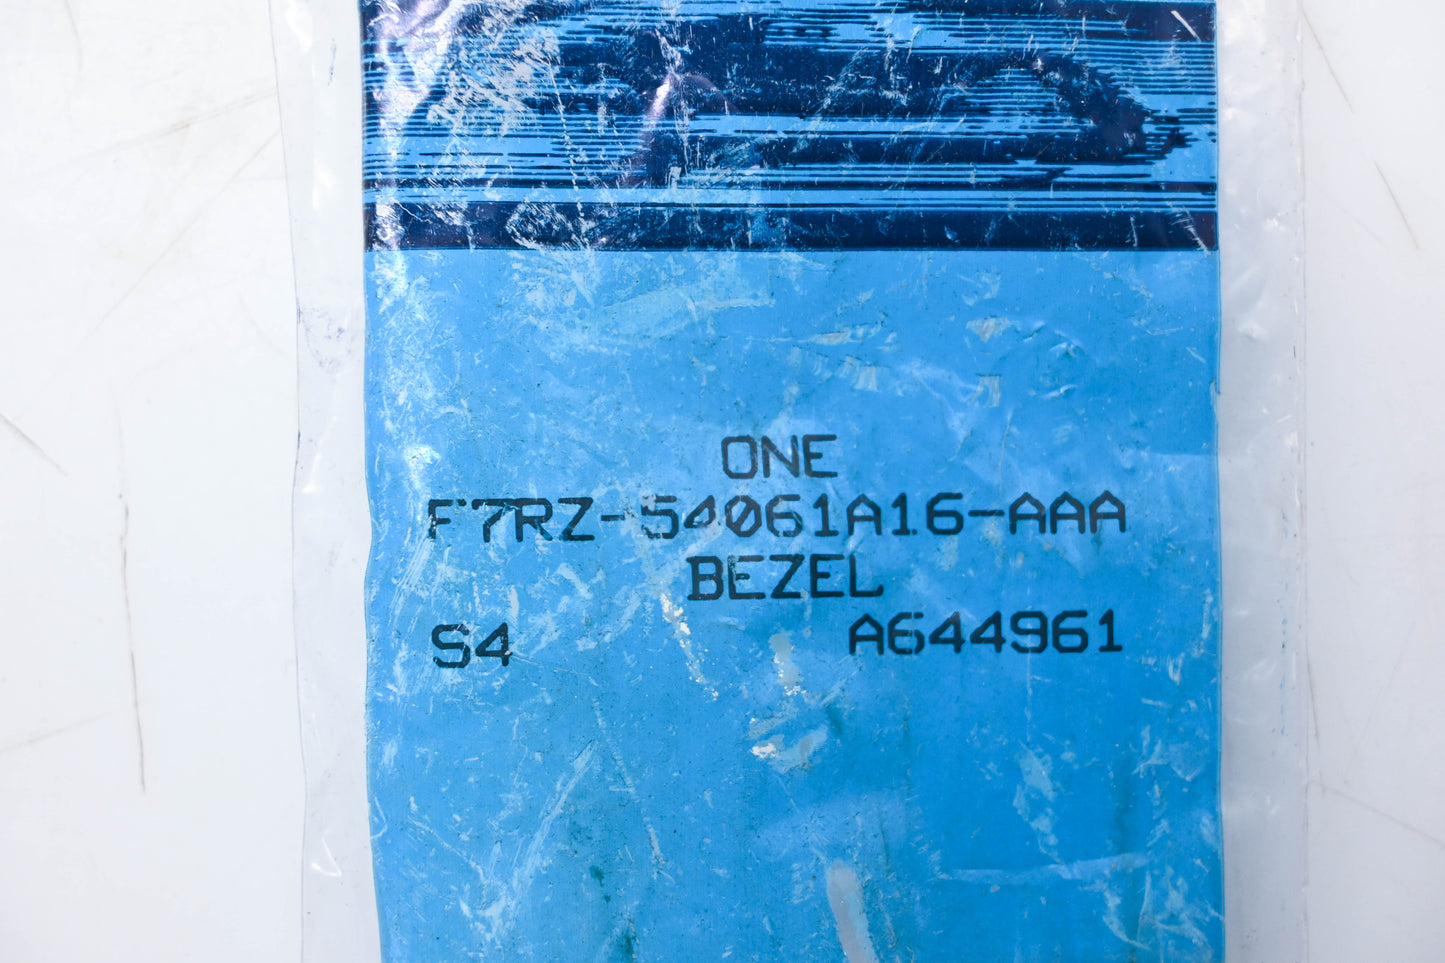 ONE
F7RZ-54061A16-AAA
BEZEL
S4 A644961